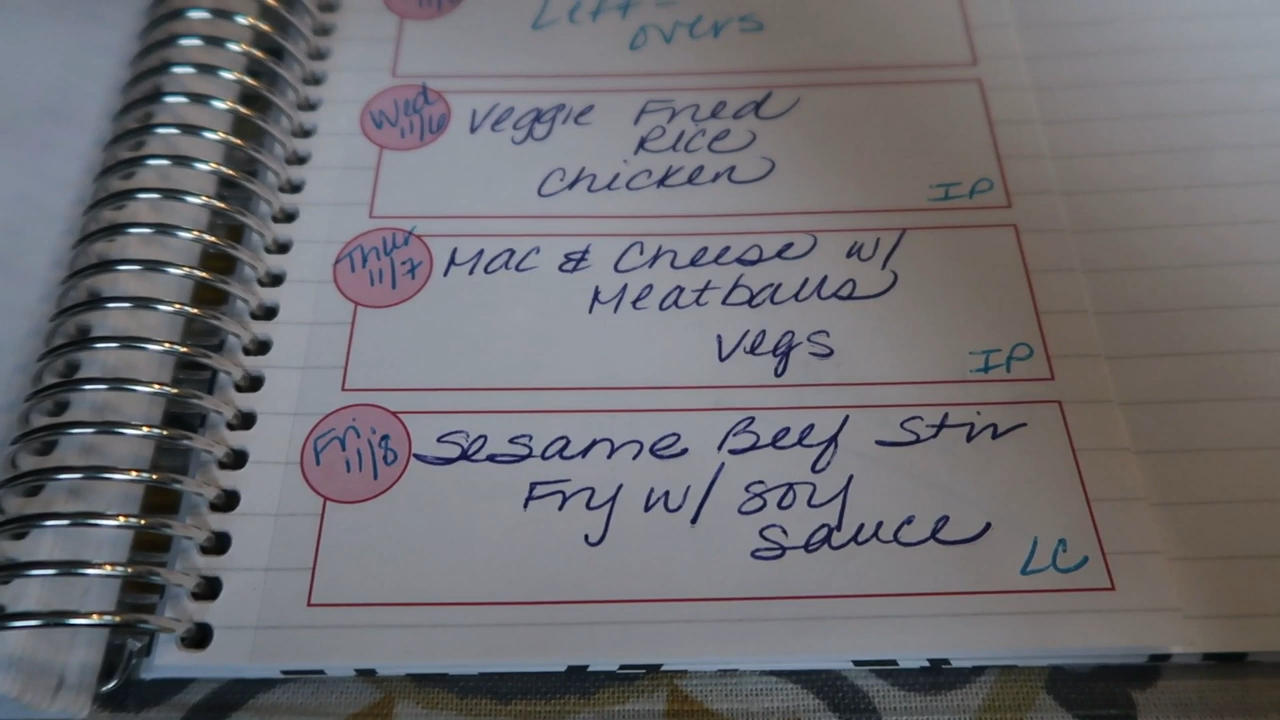 Left-
overs
Wed
11/6
Veggie Fried
Rice
Chicken
IP
Thur
11/7
Mac & Cheese w/
Meatballs
Vegs
IP
Fri
11/8
Sesame Beef Stir
Fry w/ Soy
Sauce
LC